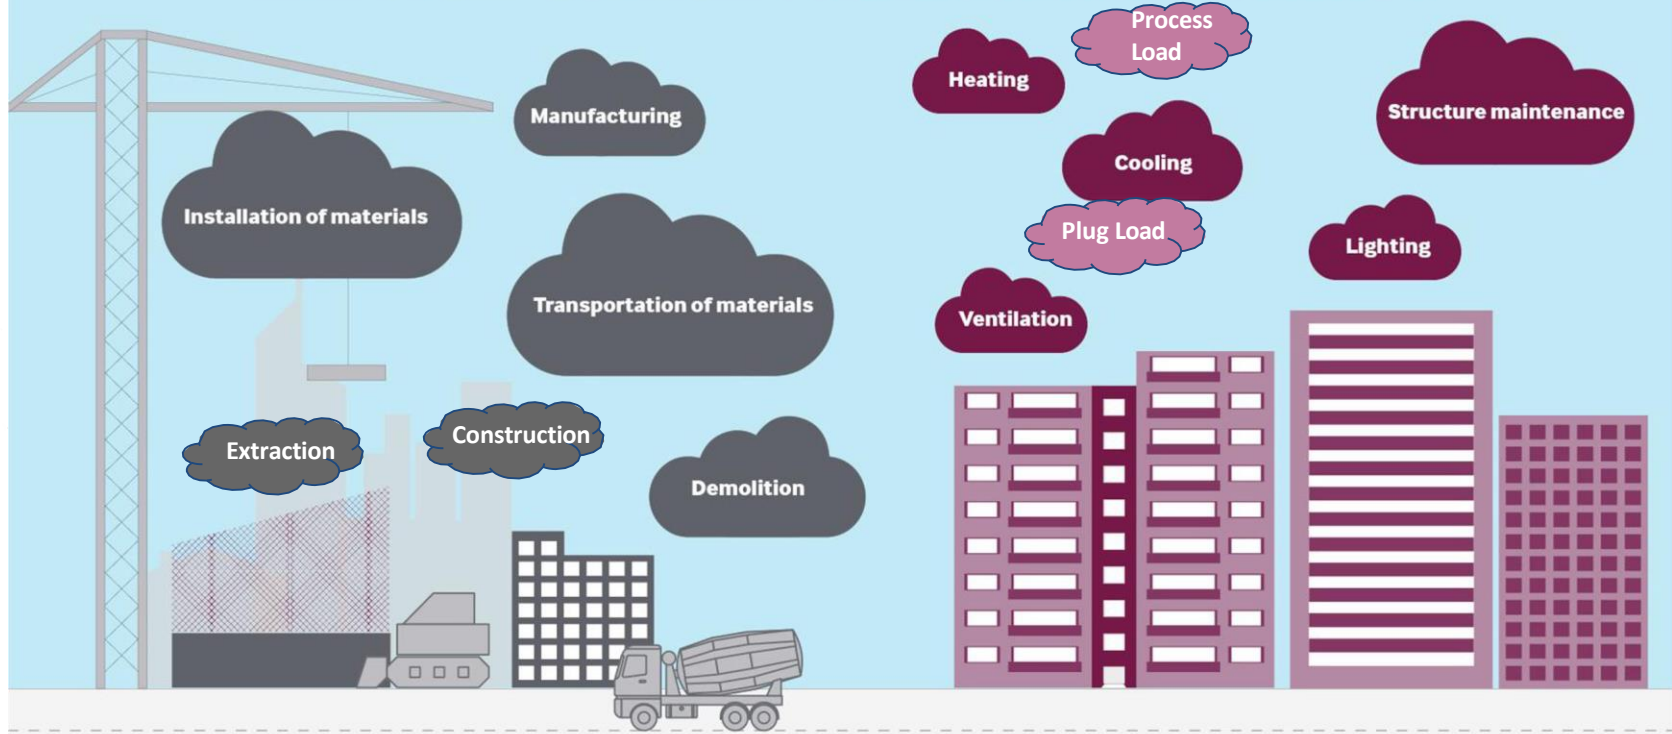 Manufacturing
Installation of materials
Transportation of materials
Extraction
Construction
Demolition
Process
Load
Heating
Structure maintenance
Cooling
Plug Load
Lighting
Ventilation